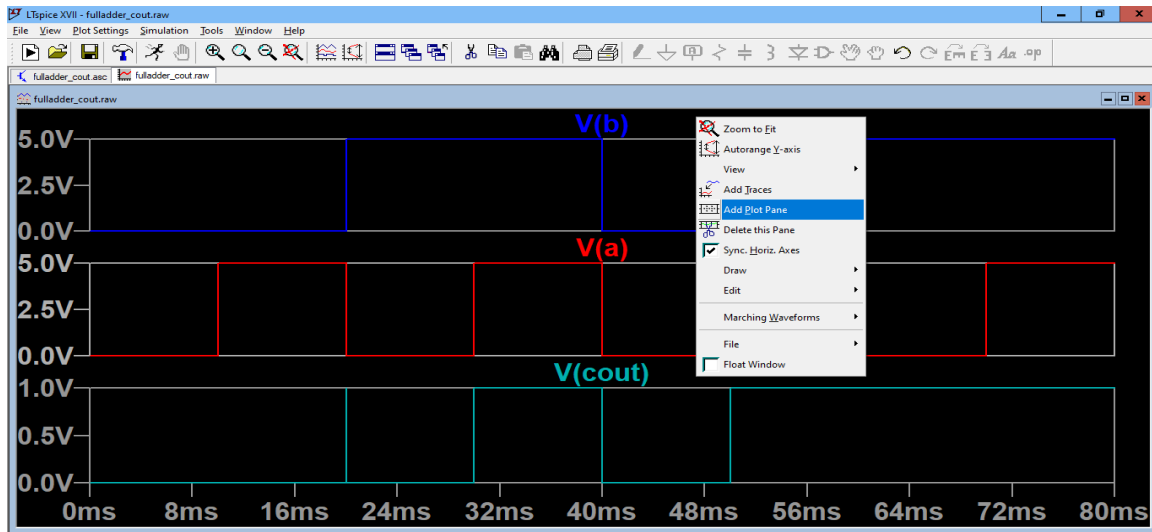 LTspice XVII - fulladder_cout.raw
File View Plot Settings Simulation Tools Window Help
Aa .op
fulladder_cout.asc fulladder_cout.raw
fulladder_cout.raw
V(b)
5.0V
2.5V
0.0V
V(a)
5.0V
2.5V
0.0V
V(cout)
1.0V
0.5V
0.0V
0ms 8ms 16ms 24ms 32ms 40ms 48ms 56ms 64ms 72ms 80ms
Zoom to Fit
Autorange Y-axis
View
Add Traces
Add Plot Pane
Delete this Pane
Sync. Horiz. Axes
Draw
Edit
Marching Waveforms
File
Float Window